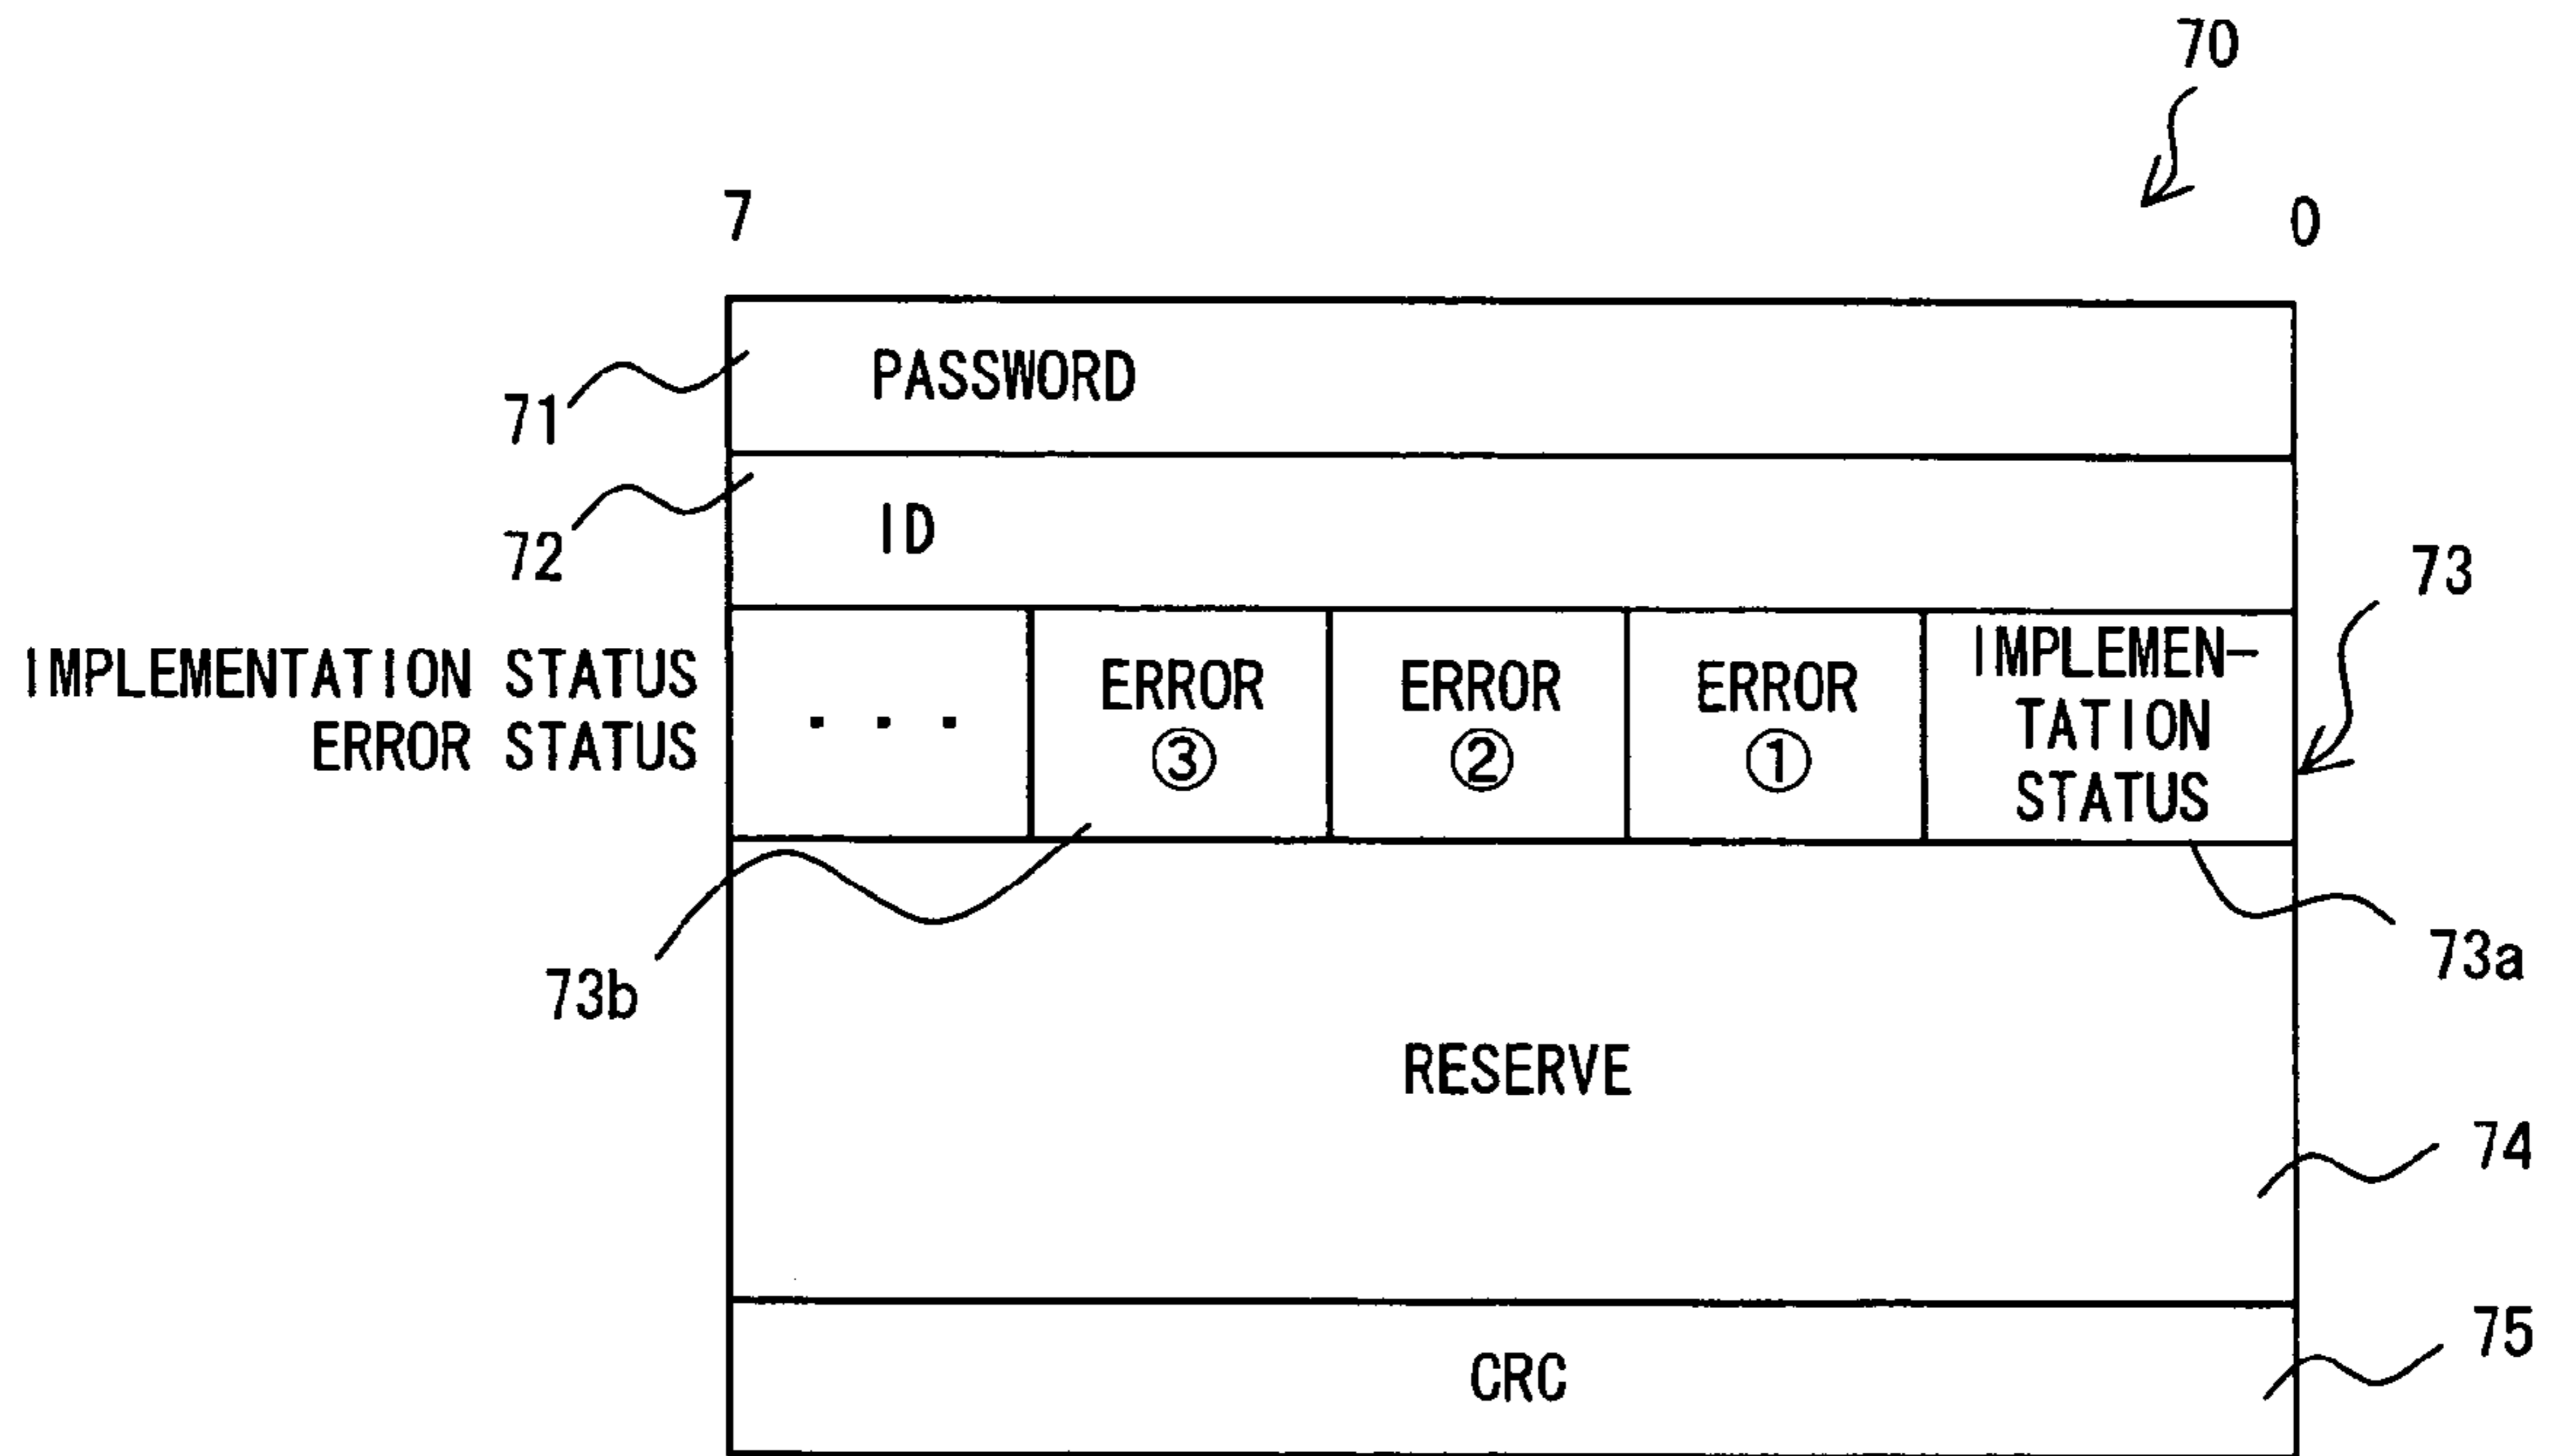 70
7 0
71 PASSWORD
72 ID
73
IMPLEMENTATION STATUS
ERROR STATUS
. . .
ERROR
③
ERROR
②
ERROR
①
IMPLEMEN-
TATION
STATUS
73b
73a
RESERVE
74
CRC
75